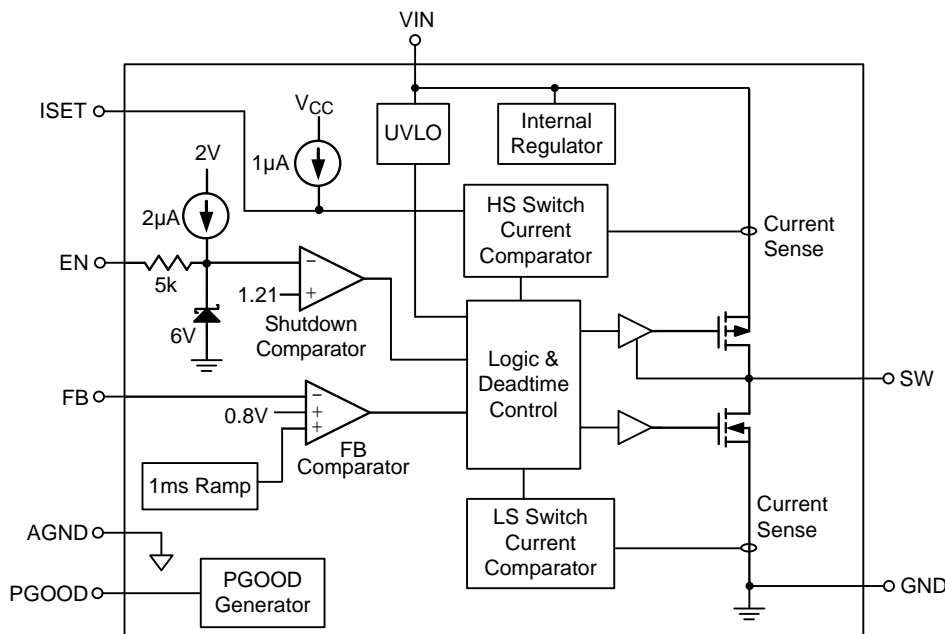 VIN
ISET
VCC
1µA
UVLO
Internal
Regulator
2V
2µA
HS Switch
Current
Comparator
Current
Sense
EN
5k
−
+
1.21
Shutdown
Comparator
6V
Logic &
Deadtime
Control
SW
FB
−
+
+
0.8V
FB
Comparator
1ms Ramp
LS Switch
Current
Comparator
Current
Sense
AGND
PGOOD
PGOOD
Generator
GND